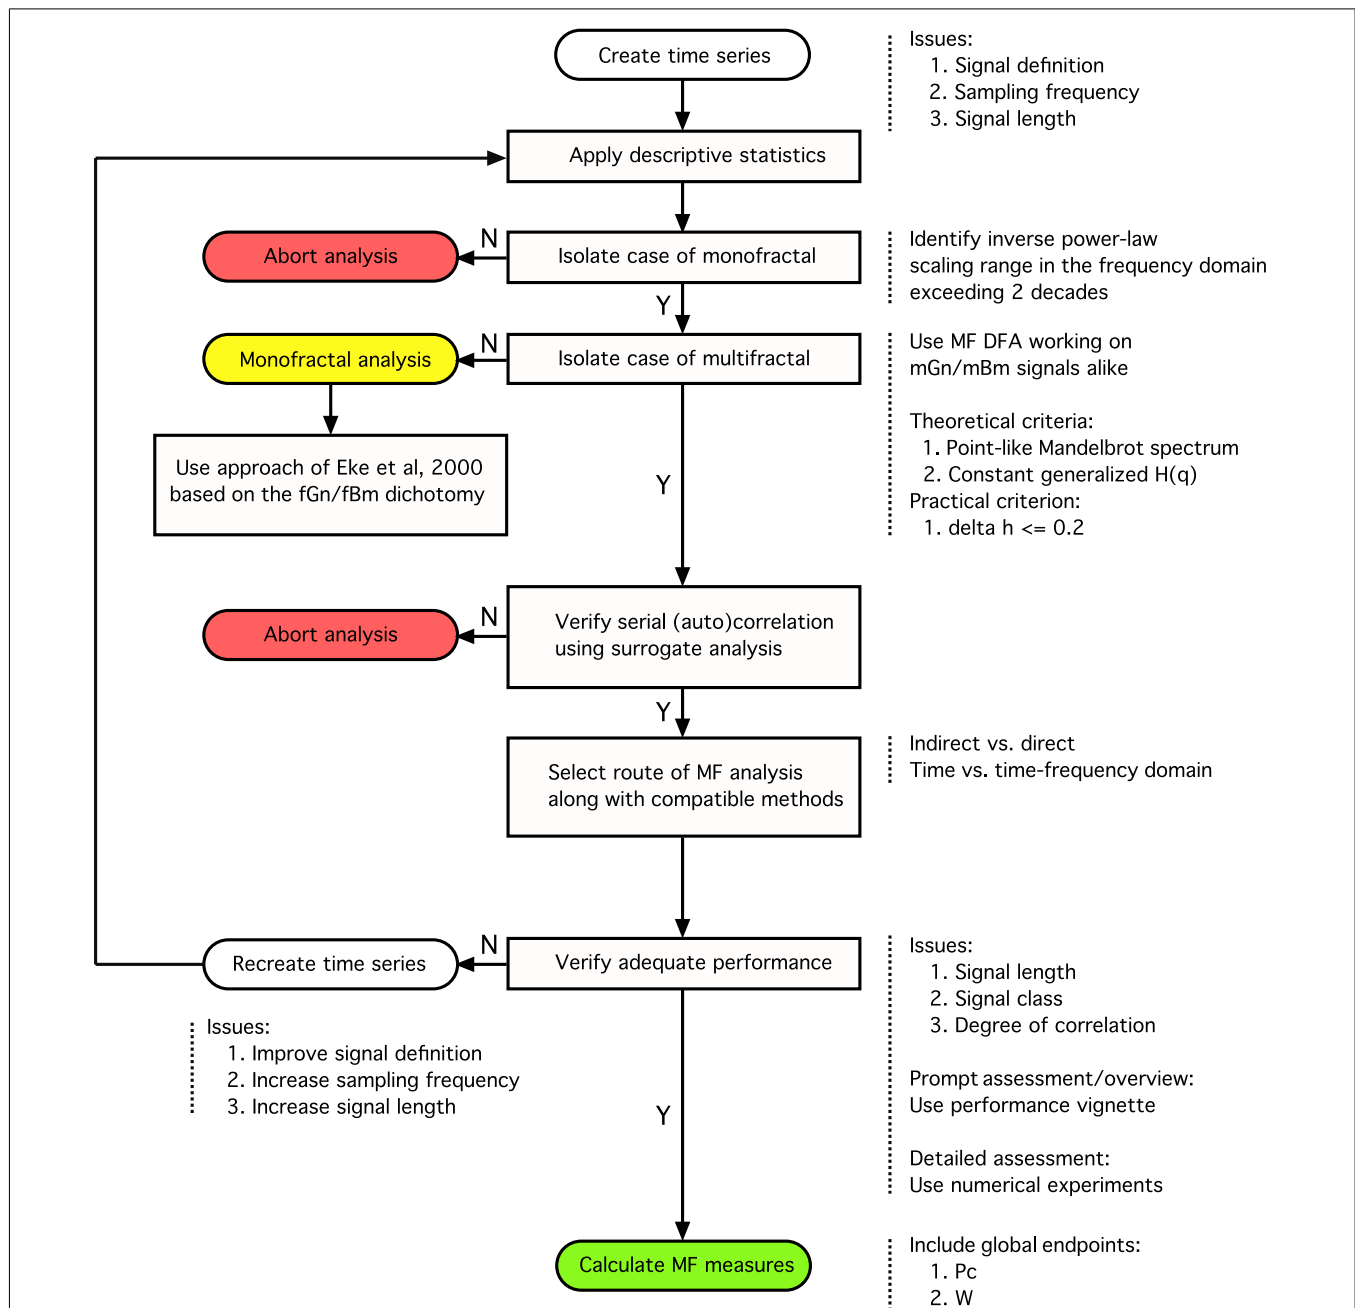 Create time series
Issues:
1. Signal definition
2. Sampling frequency
3. Signal length
Apply descriptive statistics
Abort analysis
N
Isolate case of monofractal
Identify inverse power-law
scaling range in the frequency domain
exceeding 2 decades
Y
Monofractal analysis
N
Isolate case of multifractal
Use MF DFA working on
mGn/mBm signals alike
Theoretical criteria:
1. Point-like Mandelbrot spectrum
2. Constant generalized H(q)
Practical criterion:
1. delta h <= 0.2
Use approach of Eke et al, 2000
based on the fGn/fBm dichotomy
Y
Abort analysis
N
Verify serial (auto)correlation
using surrogate analysis
Y
Select route of MF analysis
along with compatible methods
Indirect vs. direct
Time vs. time-frequency domain
Recreate time series
N
Verify adequate performance
Issues:
1. Signal length
2. Signal class
3. Degree of correlation
Prompt assessment/overview:
Use performance vignette
Detailed assessment:
Use numerical experiments
Issues:
1. Improve signal definition
2. Increase sampling frequency
3. Increase signal length
Y
Calculate MF measures
Include global endpoints:
1. Pc
2. W